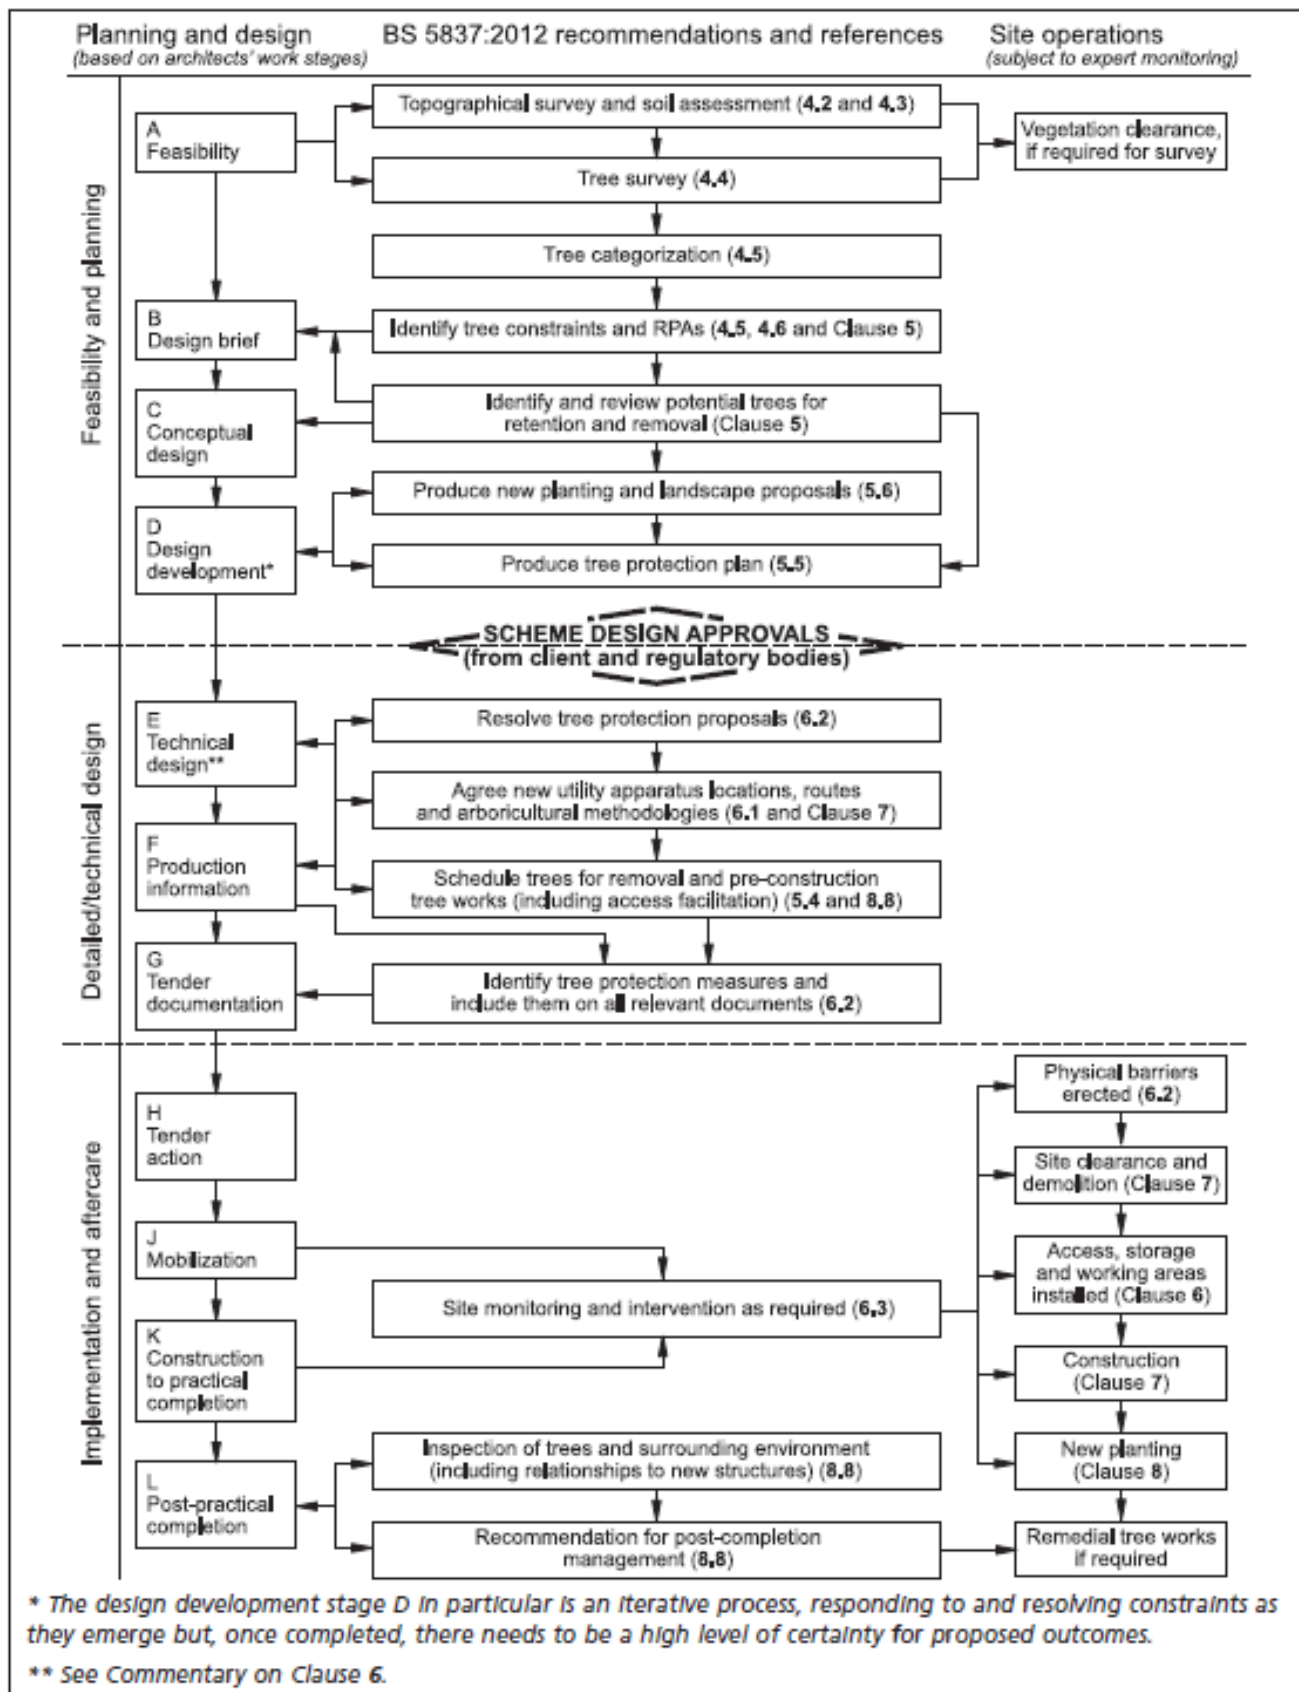 Planning and design
(based on architects' work stages)
BS 5837:2012 recommendations and references
Site operations
(subject to expert monitoring)
Feasibility and planning
A
Feasibility
Topographical survey and soil assessment (4.2 and 4.3)
Vegetation clearance,
if required for survey
Tree survey (4.4)
Tree categorization (4.5)
B
Design brief
Identify tree constraints and RPAs (4.5, 4.6 and Clause 5)
C
Conceptual
design
Identify and review potential trees for
retention and removal (Clause 5)
Produce new planting and landscape proposals (5.6)
D
Design
development*
Produce tree protection plan (5.5)
SCHEME DESIGN APPROVALS
(from client and regulatory bodies)
Detailed/technical design
E
Technical
design**
Resolve tree protection proposals (6.2)
Agree new utility apparatus locations, routes
and arboricultural methodologies (6.1 and Clause 7)
F
Production
information
Schedule trees for removal and pre-construction
tree works (including access facilitation) (5.4 and 8.8)
G
Tender
documentation
Identify tree protection measures and
include them on all relevant documents (6.2)
Implementation and aftercare
H
Tender
action
Physical barriers
erected (6.2)
Site clearance and
demolition (Clause 7)
J
Mobilization
Access, storage
and working areas
installed (Clause 6)
Site monitoring and intervention as required (6.3)
K
Construction
to practical
completion
Construction
(Clause 7)
Inspection of trees and surrounding environment
(including relationships to new structures) (8.8)
New planting
(Clause 8)
L
Post-practical
completion
Recommendation for post-completion
management (8.8)
Remedial tree works
if required
* The design development stage D in particular is an iterative process, responding to and resolving constraints as
they emerge but, once completed, there needs to be a high level of certainty for proposed outcomes.
** See Commentary on Clause 6.